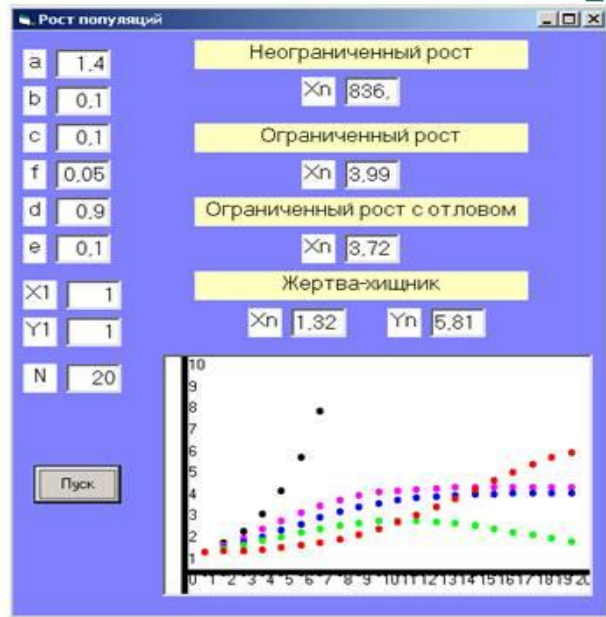 Рост популяций
a 1,4
b 0,1
c 0,1
f 0,05
d 0,9
e 0,1
X1 1
Y1 1
N 20
Пуск
Неограниченный рост
Xn 836,
Ограниченный рост
Xn 3,99
Ограниченный рост с отловом
Xn 3,72
Жертва-хищник
Xn 1,32 Yn 5,81
10
9
8
7
6
5
4
3
2
1
0 1 2 3 4 5 6 7 8 9 10 11 12 13 14 15 16 17 18 19 20